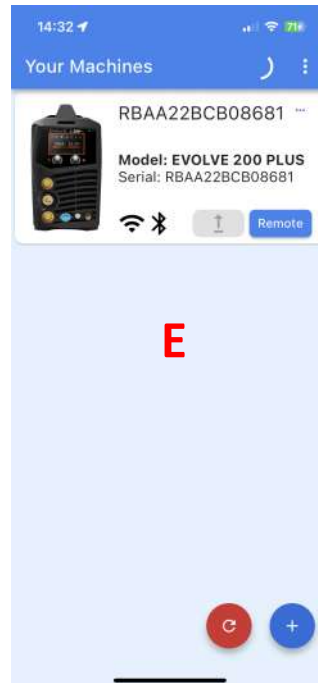 14:32 71
Your Machines
RBAA22BCB08681 ...
Model: EVOLVE 200 PLUS
Serial: RBAA22BCB08681
Remote
E